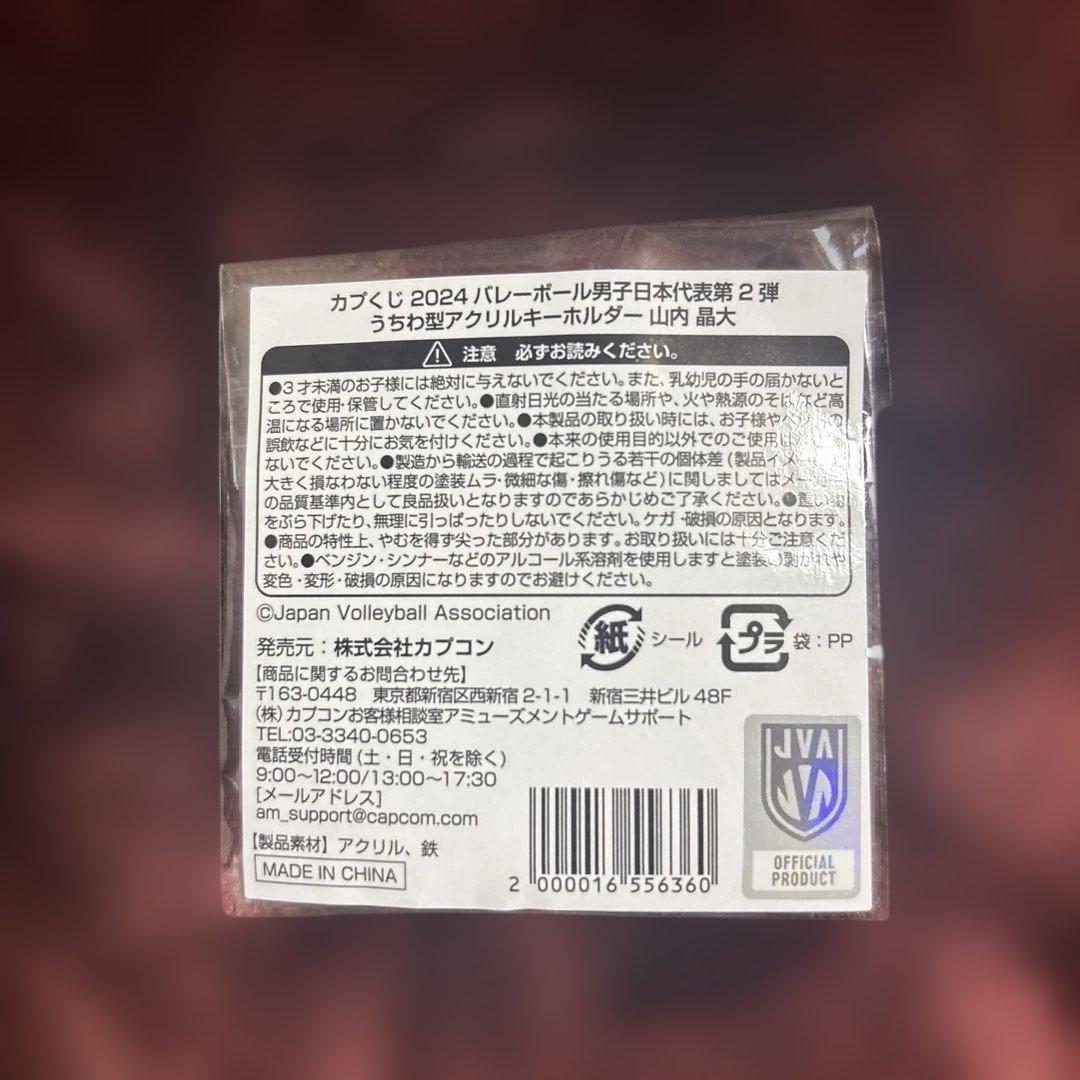 カプくじ 2024 バレーボール男子日本代表第 2 弾
うちわ型アクリルキーホルダー 山内 晶大
注意 必ずお読みください。
●3 才未満のお子様には絶対に与えないでください。また、乳幼児の手の届かないと
ころで使用・保管してください。●直射日光の当たる場所や、火や熱源のそばなど高
温になる場所に置かないでください。●本製品の取り扱い時には、お子様や
誤飲などに十分にお気を付けください。●本来の使用目的以外でのご使用は
ないでください。●製造から輸送の過程で起こりうる若干の個体差 (製品イメージを
大きく損なわない程度の塗装ムラ・微細な傷・擦れ傷など) に関しましてはメーカー
の品質基準内として良品扱いとなりますのであらかじめご了承ください。●重い物
をぶら下げたり、無理に引っぱったりしないでください。ケガ・破損の原因となります。
●商品の特性上、やむを得ず尖った部分があります。お取り扱いには十分ご注意くださ
い。●ベンジン・シンナーなどのアルコール系溶剤を使用しますと塗装の剥がれや
変色・変形・破損の原因になりますのでお避けください。
©Japan Volleyball Association
発売元：株式会社カプコン
紙 シール
プラ 袋：PP
【商品に関するお問合わせ先】
〒163-0448 東京都新宿区西新宿 2-1-1 新宿三井ビル 48F
(株) カプコンお客様相談室アミューズメントゲームサポート
TEL:03-3340-0653
電話受付時間 (土・日・祝を除く)
9:00～12:00/13:00～17:30
[メールアドレス]
am_support@capcom.com
【製品素材】アクリル、鉄
MADE IN CHINA
2 000016 556360
JVA
OFFICIAL
PRODUCT